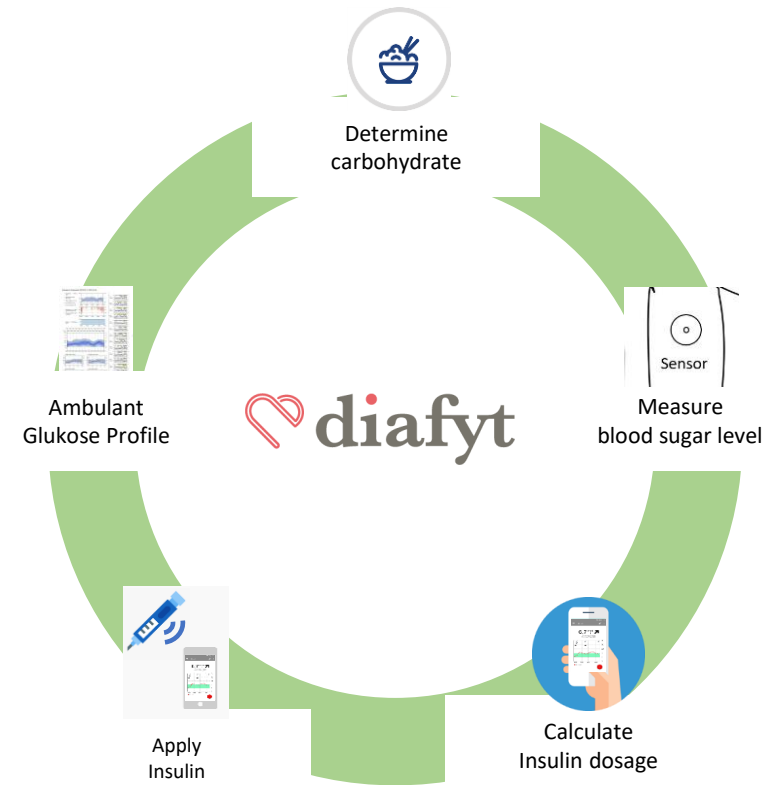 Determine
carbohydrate
Sensor
Measure
blood sugar level
Ambulant
Glukose Profile
diafyt
Calculate
Insulin dosage
Apply
Insulin